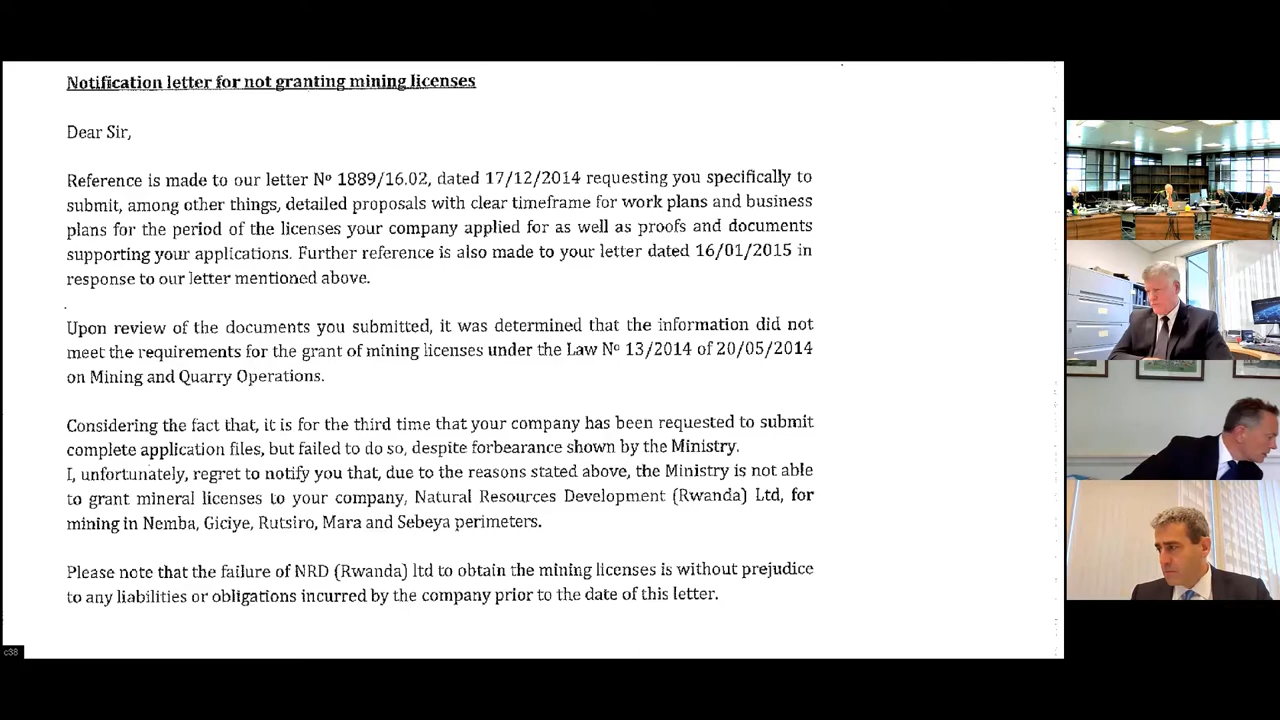 Notification letter for not granting mining licenses
Dear Sir,
Reference is made to our letter Nº 1889/16.02, dated 17/12/2014 requesting you specifically to
submit, among other things, detailed proposals with clear timeframe for work plans and business
plans for the period of the licenses your company applied for as well as proofs and documents
supporting your applications. Further reference is also made to your letter dated 16/01/2015 in
response to our letter mentioned above.
Upon review of the documents you submitted, it was determined that the information did not
meet the requirements for the grant of mining licenses under the Law Nº 13/2014 of 20/05/2014
on Mining and Quarry Operations.
Considering the fact that, it is for the third time that your company has been requested to submit
complete application files, but failed to do so, despite forbearance shown by the Ministry.
I, unfortunately, regret to notify you that, due to the reasons stated above, the Ministry is not able
to grant mineral licenses to your company, Natural Resources Development (Rwanda) Ltd, for
mining in Nemba, Giciye, Rutsiro, Mara and Sebeya perimeters.
Please note that the failure of NRD (Rwanda) ltd to obtain the mining licenses is without prejudice
to any liabilities or obligations incurred by the company prior to the date of this letter.
c38